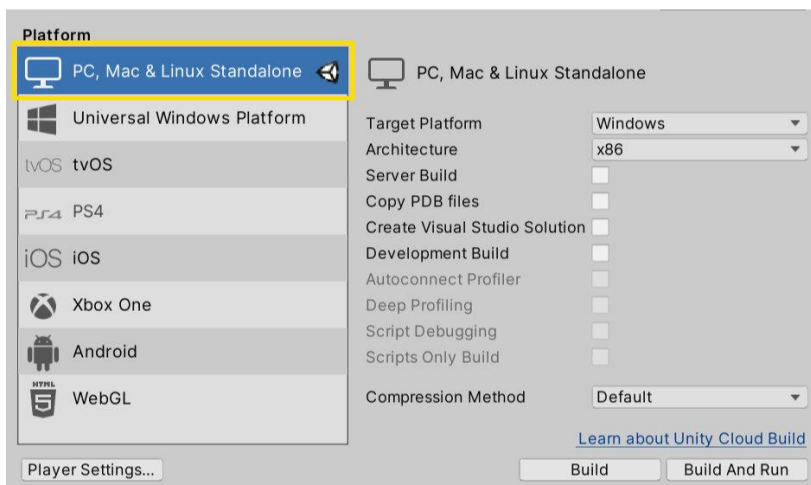 Platform
PC, Mac & Linux Standalone
Universal Windows Platform
tvOS tvOS
PS4 PS4
iOS iOS
Xbox One
Android
HTML
5 WebGL
Player Settings...
PC, Mac & Linux Standalone
Target Platform Windows
Architecture x86
Server Build
Copy PDB files
Create Visual Studio Solution
Development Build
Autoconnect Profiler
Deep Profiling
Script Debugging
Scripts Only Build
Compression Method Default
Learn about Unity Cloud Build
Build Build And Run